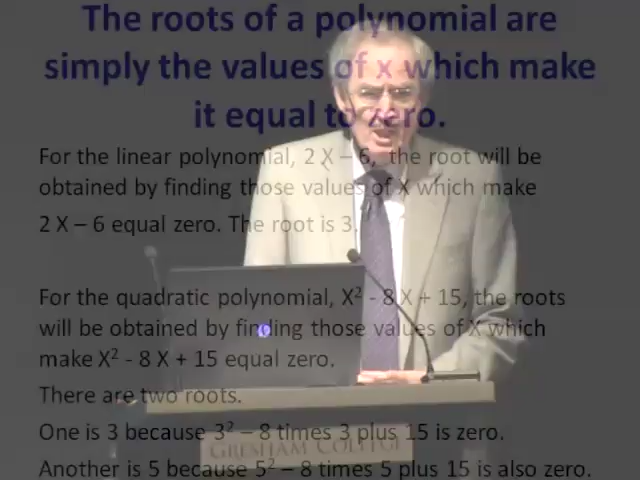 The roots of a polynomial are
simply the values of x which make
it equal to zero.
For the linear polynomial, 2 X – 6, the root will be
obtained by finding those values of X which make
2 X – 6 equal zero. The root is 3.
For the quadratic polynomial, X² - 8 X + 15, the roots
will be obtained by finding those values of X which
make X² - 8 X + 15 equal zero.
There are two roots.
One is 3 because 3² – 8 times 3 plus 15 is zero.
GRESHAM COLLEGE
Another is 5 because 5² – 8 times 5 plus 15 is also zero.